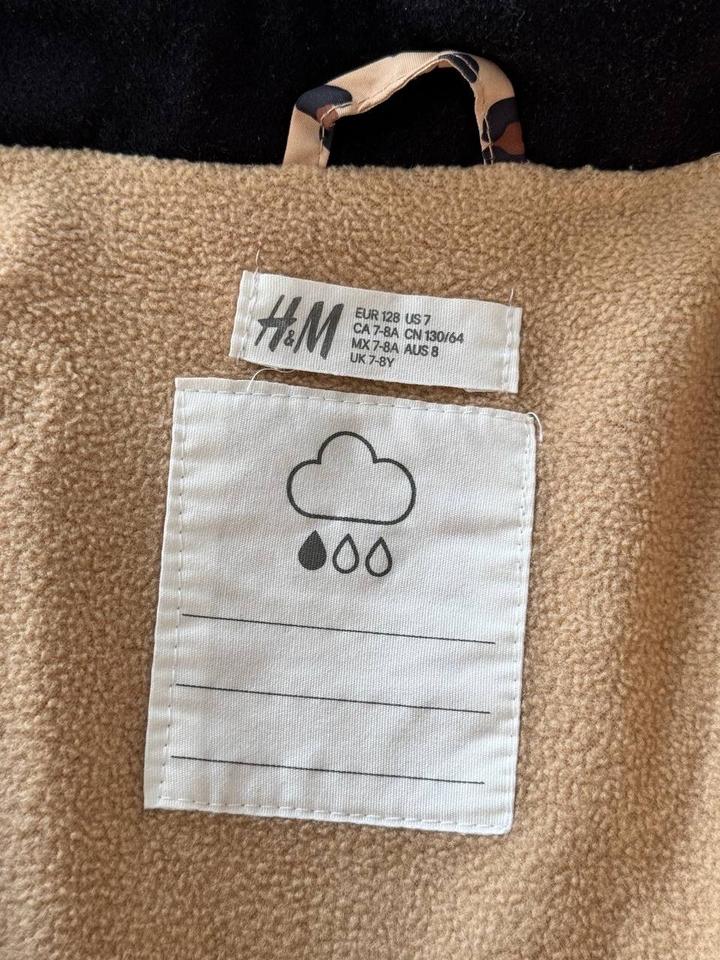 H&M
EUR 128 US 7
CA 7-8A CN 130/64
MX 7-8A AUS 8
UK 7-8Y